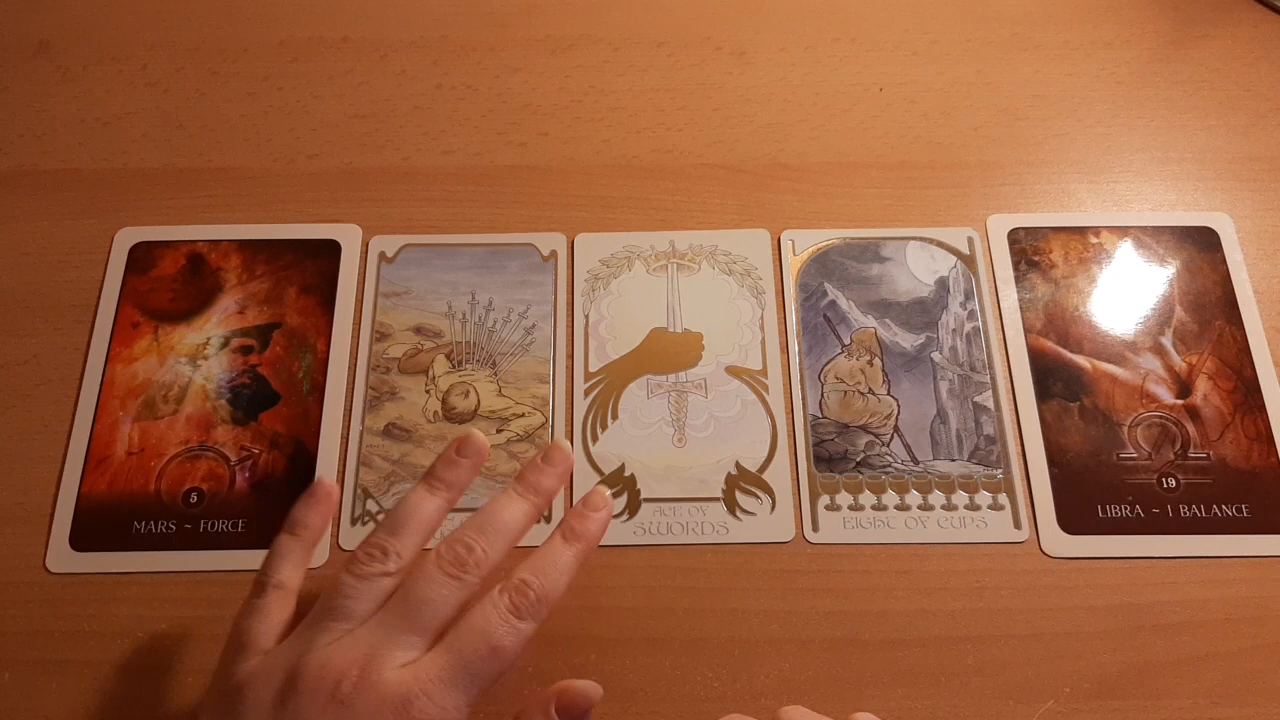 5
MARS ~ FORCE
ACE OF
SWORDS
EIGHT OF CUPS
19
LIBRA ~ I BALANCE